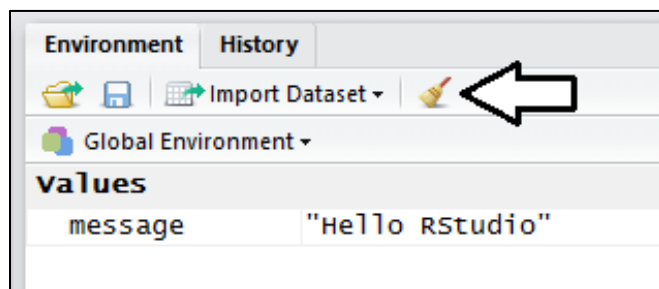 Environment History
Import Dataset
Global Environment
Values
message "Hello RStudio"